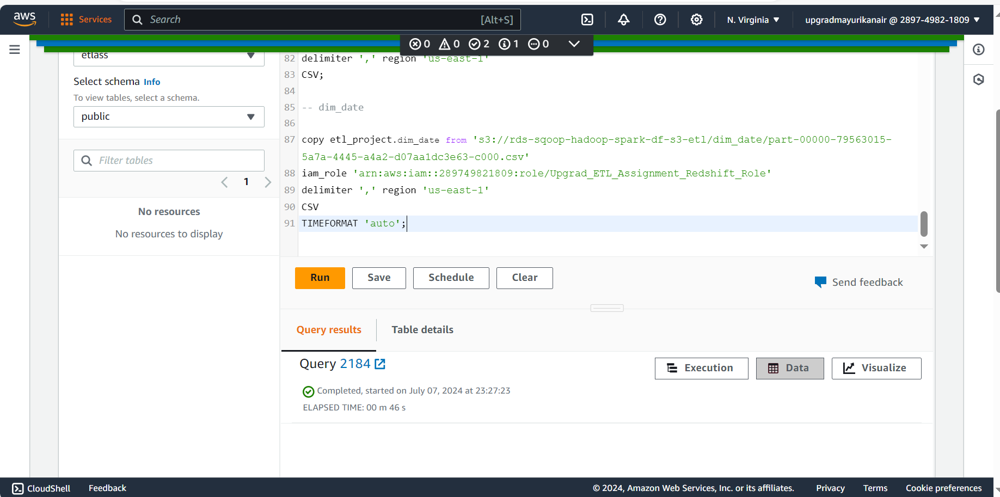 aws
Services
Search
[Alt+S]
N. Virginia
upgradmayurikanair @ 2897-4982-1809
0
0
2
1
0
etlass
Select schema Info
To view tables, select a schema.
public
Filter tables
1
No resources
No resources to display
82 delimiter ',' region 'us-east-1'
83 CSV;
84
85 -- dim_date
86
87 copy etl_project.dim_date from 's3://rds-sqoop-hadoop-spark-df-s3-etl/dim_date/part-00000-79563015-
5a7a-4445-a4a2-d07aa1dc3e63-c000.csv'
88 iam_role 'arn:aws:iam::289749821809:role/Upgrad_ETL_Assignment_Redshift_Role'
89 delimiter ',' region 'us-east-1'
90 CSV
91 TIMEFORMAT 'auto';
Run
Save
Schedule
Clear
Send feedback
Query results
Table details
Query 2184
Execution
Data
Visualize
Completed, started on July 07, 2024 at 23:27:23
ELAPSED TIME: 00 m 46 s
CloudShell
Feedback
© 2024, Amazon Web Services, Inc. or its affiliates.
Privacy
Terms
Cookie preferences